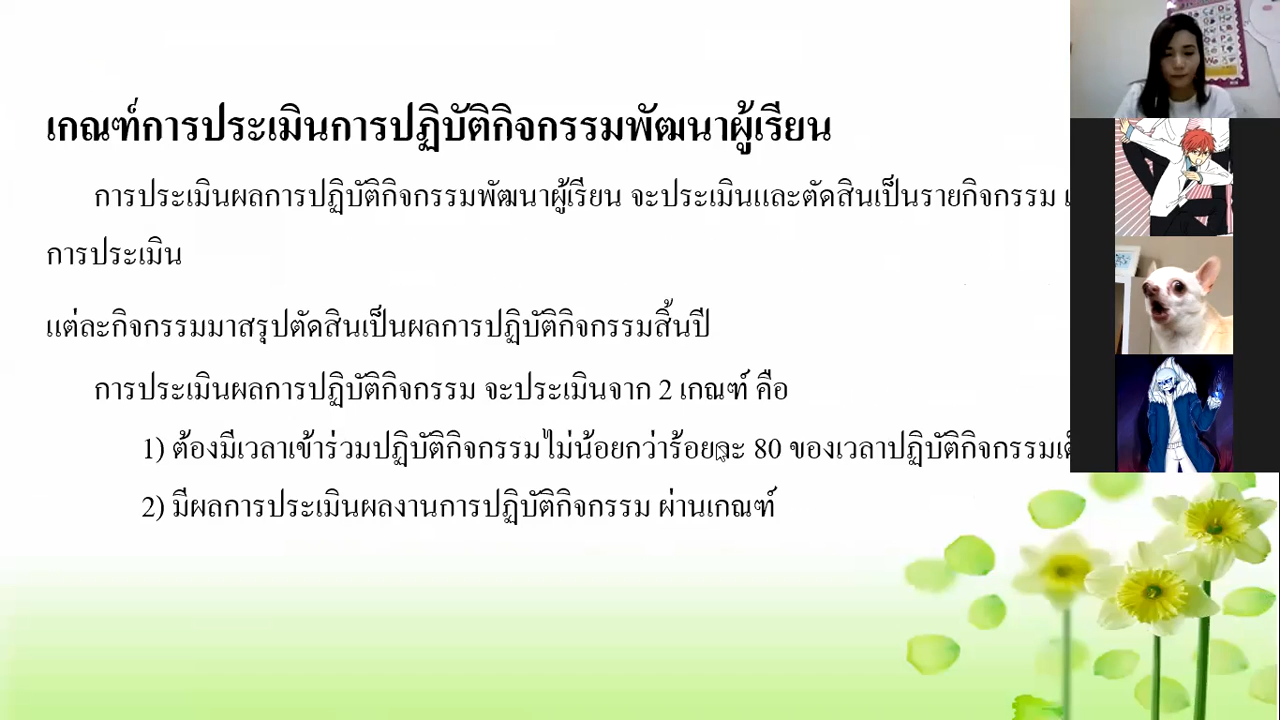 เกณฑ์การประเมินการปฏิบัติกิจกรรมพัฒนาผู้เรียน
การประเมินผลการปฏิบัติกิจกรรมพัฒนาผู้เรียน จะประเมินและตัดสินเป็นรายกิจกรรม
การประเมิน
แต่ละกิจกรรมมาสรุปตัดสินเป็นผลการปฏิบัติกิจกรรมสิ้นปี
การประเมินผลการปฏิบัติกิจกรรม จะประเมินจาก 2 เกณฑ์ คือ
1) ต้องมีเวลาเข้าร่วมปฏิบัติกิจกรรมไม่น้อยกว่าร้อยละ 80 ของเวลาปฏิบัติกิจกรรม
2) มีผลการประเมินผลงานการปฏิบัติกิจกรรม ผ่านเกณฑ์